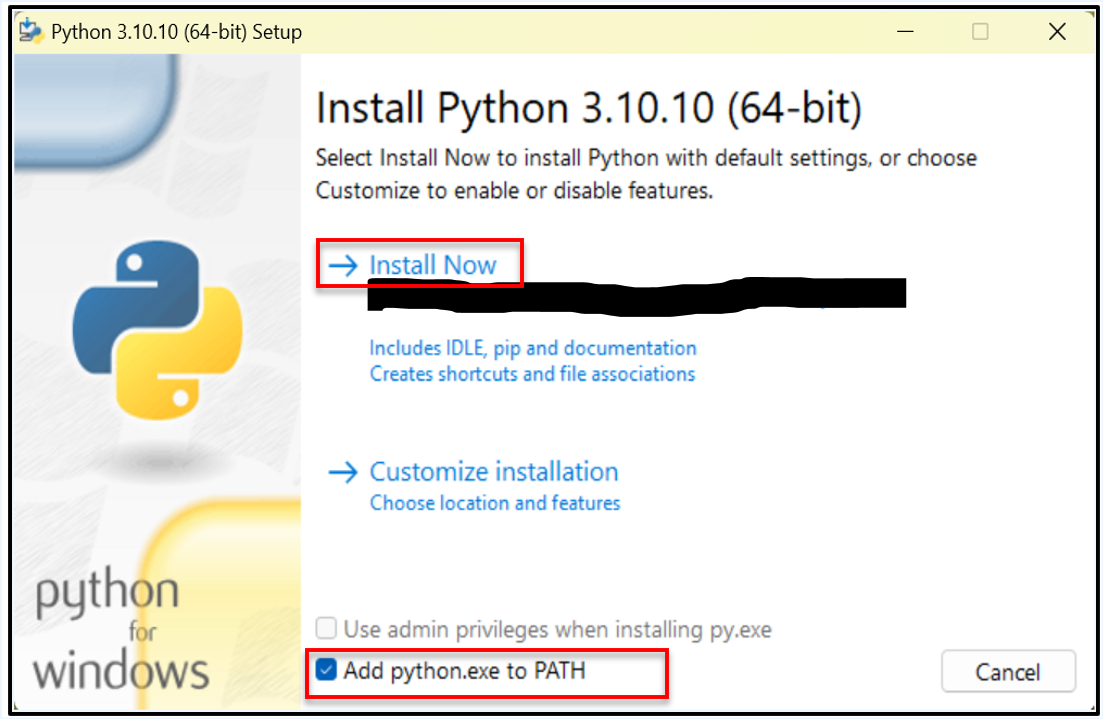 Python 3.10.10 (64-bit) Setup
Install Python 3.10.10 (64-bit)
Select Install Now to install Python with default settings, or choose
Customize to enable or disable features.
Install Now
Includes IDLE, pip and documentation
Creates shortcuts and file associations
Customize installation
Choose location and features
python
for
windows
Use admin privileges when installing py.exe
Add python.exe to PATH
Cancel